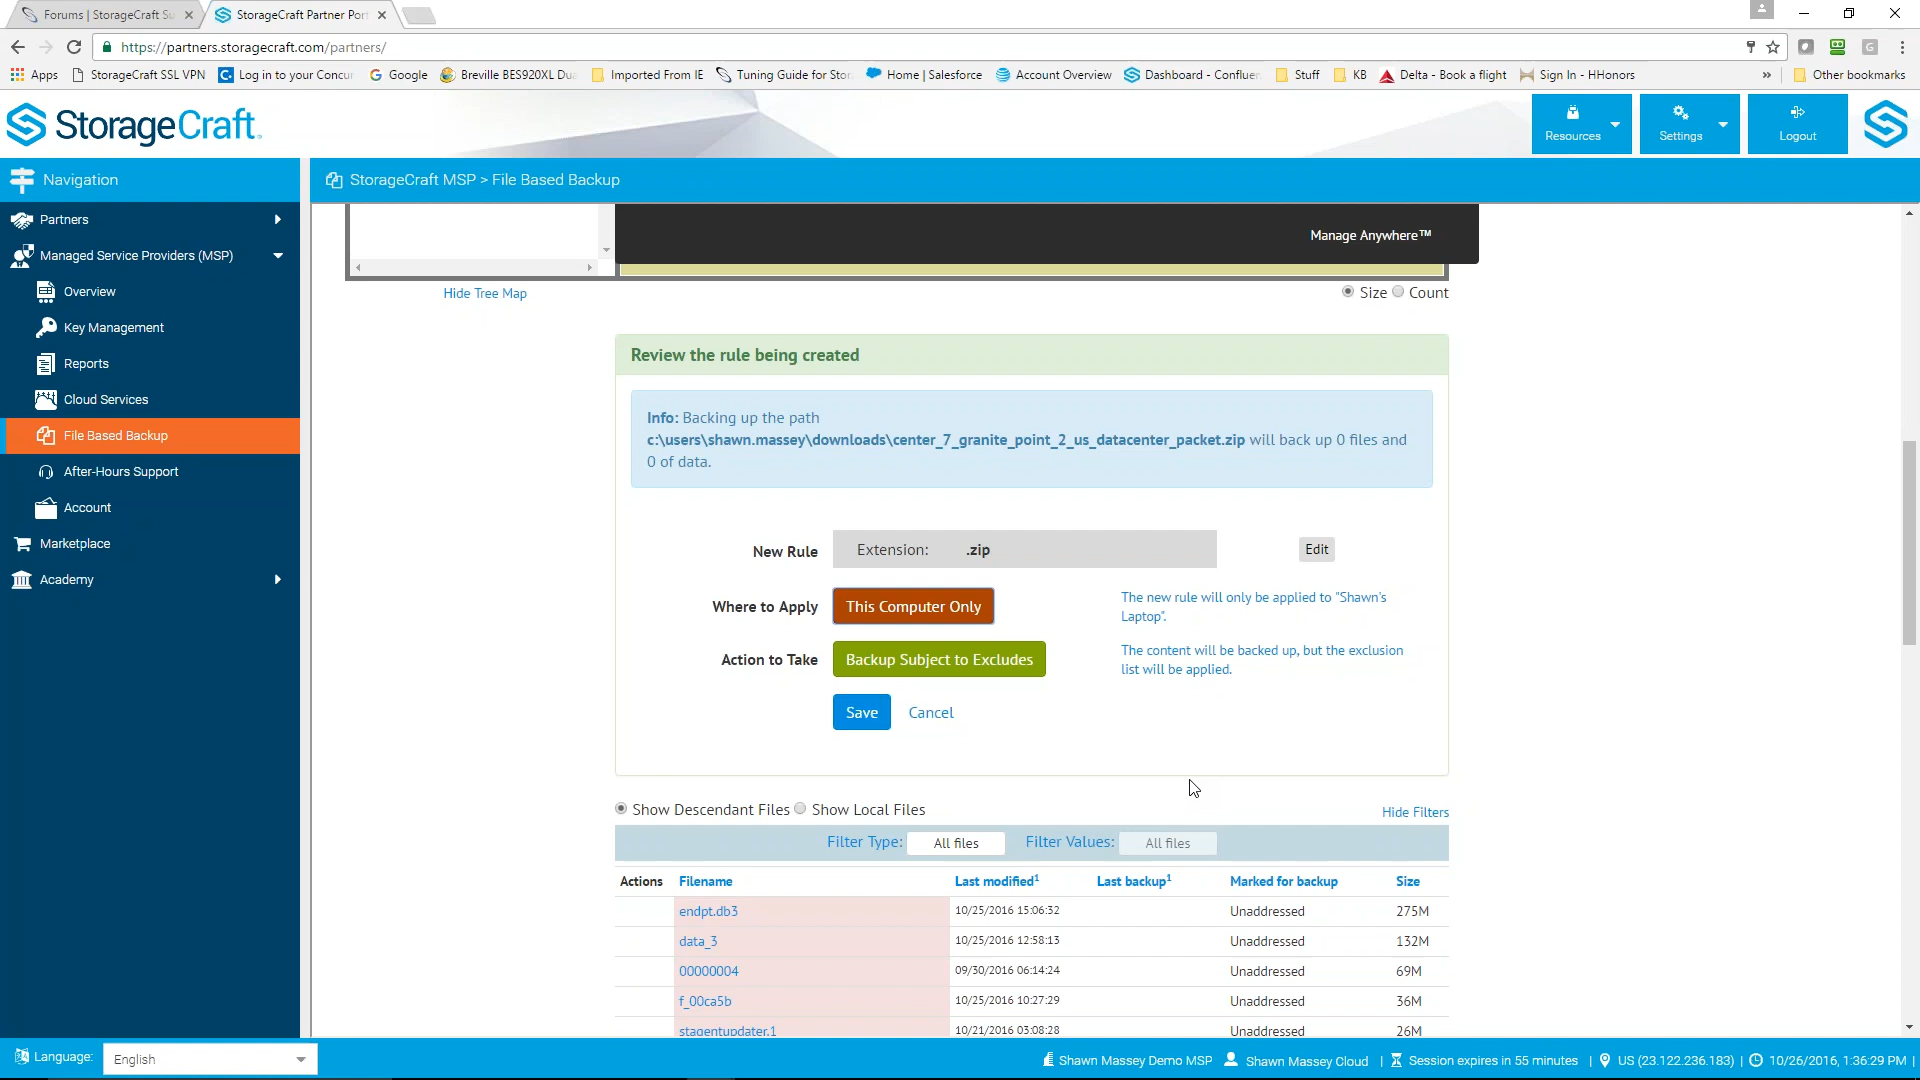 Forums | StorageCraft Su
StorageCraft Partner Por
https://partners.storagecraft.com/partners/
Apps
StorageCraft SSL VPN
Log in to your Concur
Google
Breville BES920XL Dua
Imported From IE
Tuning Guide for Stor
Home | Salesforce
Account Overview
Dashboard - Confluen
Stuff
KB
Delta - Book a flight
Sign In - HHonors
»
Other bookmarks
StorageCraft
Resources
Settings
Logout
Navigation
StorageCraft MSP > File Based Backup
Partners
Managed Service Providers (MSP)
Overview
Key Management
Reports
Cloud Services
File Based Backup
After-Hours Support
Account
Marketplace
Academy
Manage Anywhere™
Hide Tree Map
Size Count
Review the rule being created
Info: Backing up the path
c:\users\shawn.massey\downloads\center_7_granite_point_2_us_datacenter_packet.zip will back up 0 files and
0 of data.
New Rule Extension: .zip Edit
Where to Apply This Computer Only
The new rule will only be applied to "Shawn's
Laptop".
Action to Take Backup Subject to Excludes
The content will be backed up, but the exclusion
list will be applied.
Save Cancel
Show Descendant Files Show Local Files Hide Filters
Filter Type: All files Filter Values: All files
Actions Filename Last modified1 Last backup1 Marked for backup Size
endpt.db3 10/25/2016 15:06:32 Unaddressed 275M
data_3 10/25/2016 12:58:13 Unaddressed 132M
00000004 09/30/2016 06:14:24 Unaddressed 69M
f_00ca5b 10/25/2016 10:27:29 Unaddressed 36M
stagentupdater.1 10/21/2016 03:08:28 Unaddressed 26M
Language: English
Shawn Massey Demo MSP Shawn Massey Cloud | Session expires in 55 minutes | US (23.122.236.183) | 10/26/2016, 1:36:29 PM |